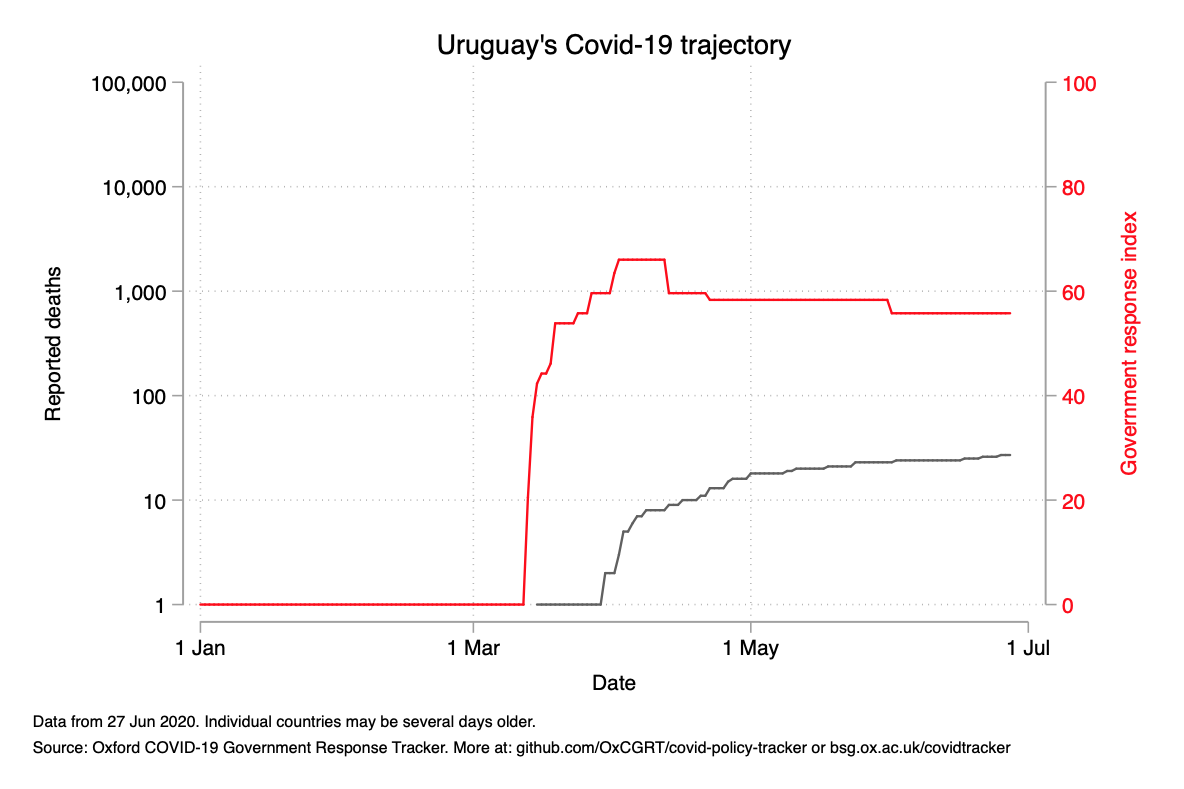 Uruguay's Covid-19 trajectory
100,000
10,000
1,000
100
10
1
Reported deaths
100
80
60
40
20
0
Government response index
1 Jan
1 Mar
1 May
1 Jul
Date
Data from 27 Jun 2020. Individual countries may be several days older.
Source: Oxford COVID-19 Government Response Tracker. More at: github.com/OxCGRT/covid-policy-tracker or bsg.ox.ac.uk/covidtracker